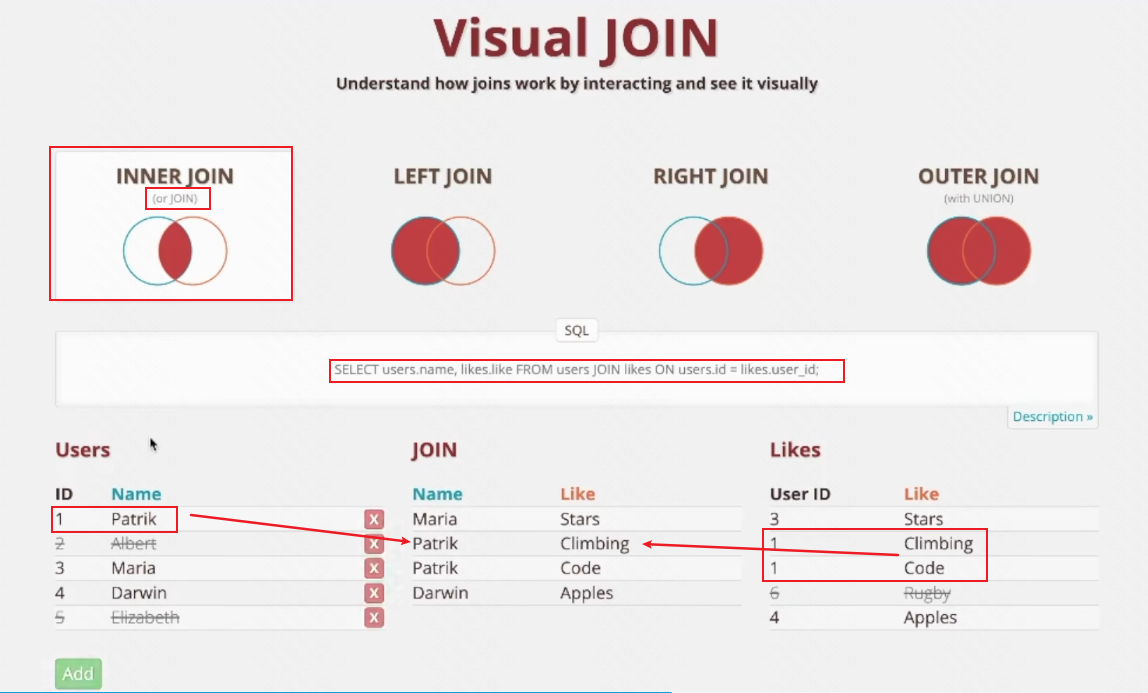 Visual JOIN
Understand how joins work by interacting and see it visually
INNER JOIN
(or JOIN)
LEFT JOIN
RIGHT JOIN
OUTER JOIN
(with UNION)
SQL
SELECT users.name, likes.like FROM users JOIN likes ON users.id = likes.user_id;
Description »
Users
ID Name
1 Patrik X
2 Albert X
3 Maria X
4 Darwin X
5 Elizabeth X
Add
JOIN
Name Like
Maria Stars
Patrik Climbing
Patrik Code
Darwin Apples
Likes
User ID Like
3 Stars
1 Climbing
1 Code
6 Rugby
4 Apples